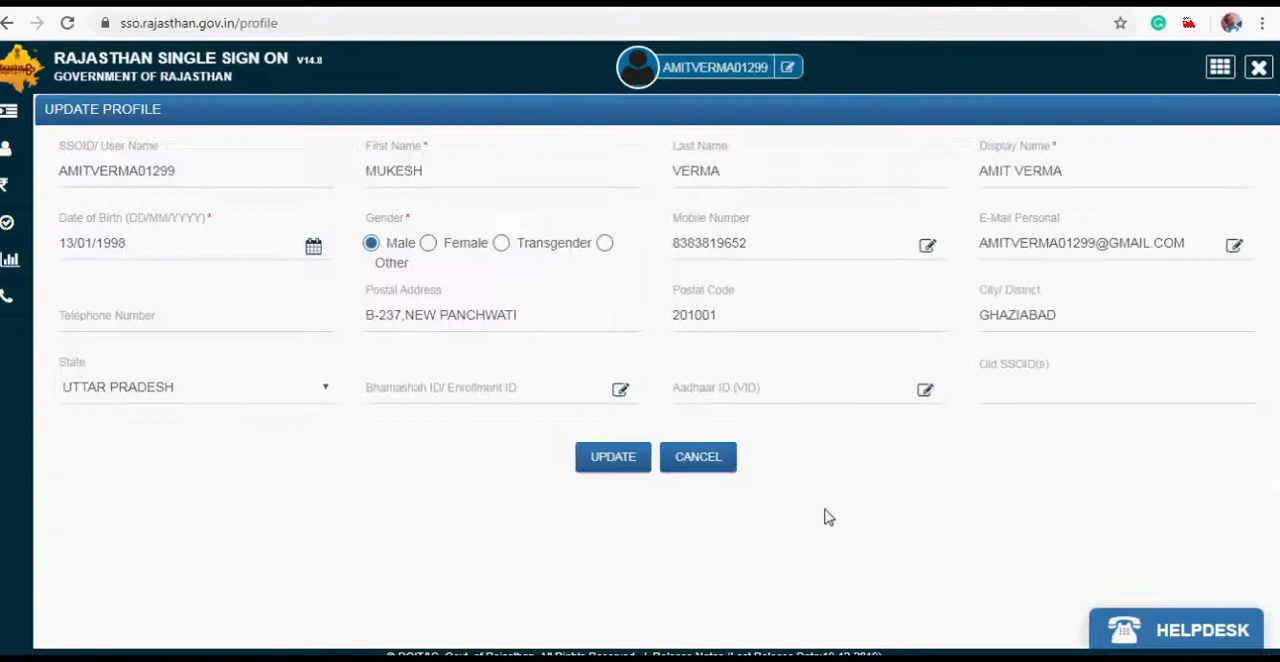 sso.rajasthan.gov.in/profile
RAJASTHAN SINGLE SIGN ON V14.8
GOVERNMENT OF RAJASTHAN
AMITVERMA01299
UPDATE PROFILE
SSOID/ User Name First Name * Last Name Display Name *
AMITVERMA01299 MUKESH VERMA AMIT VERMA
Date of Birth (DD/MM/YYYY) * Gender * Mobile Number E-Mail Personal
13/01/1998 Male Female Transgender 8383819652 AMITVERMA01299@GMAIL.COM
Other
Postal Address Postal Code City/ District
Telephone Number B-237,NEW PANCHWATI 201001 GHAZIABAD
State Old SSOID(s)
UTTAR PRADESH Bhamashah ID/ Enrollment ID Aadhaar ID (VID)
UPDATE CANCEL
HELPDESK